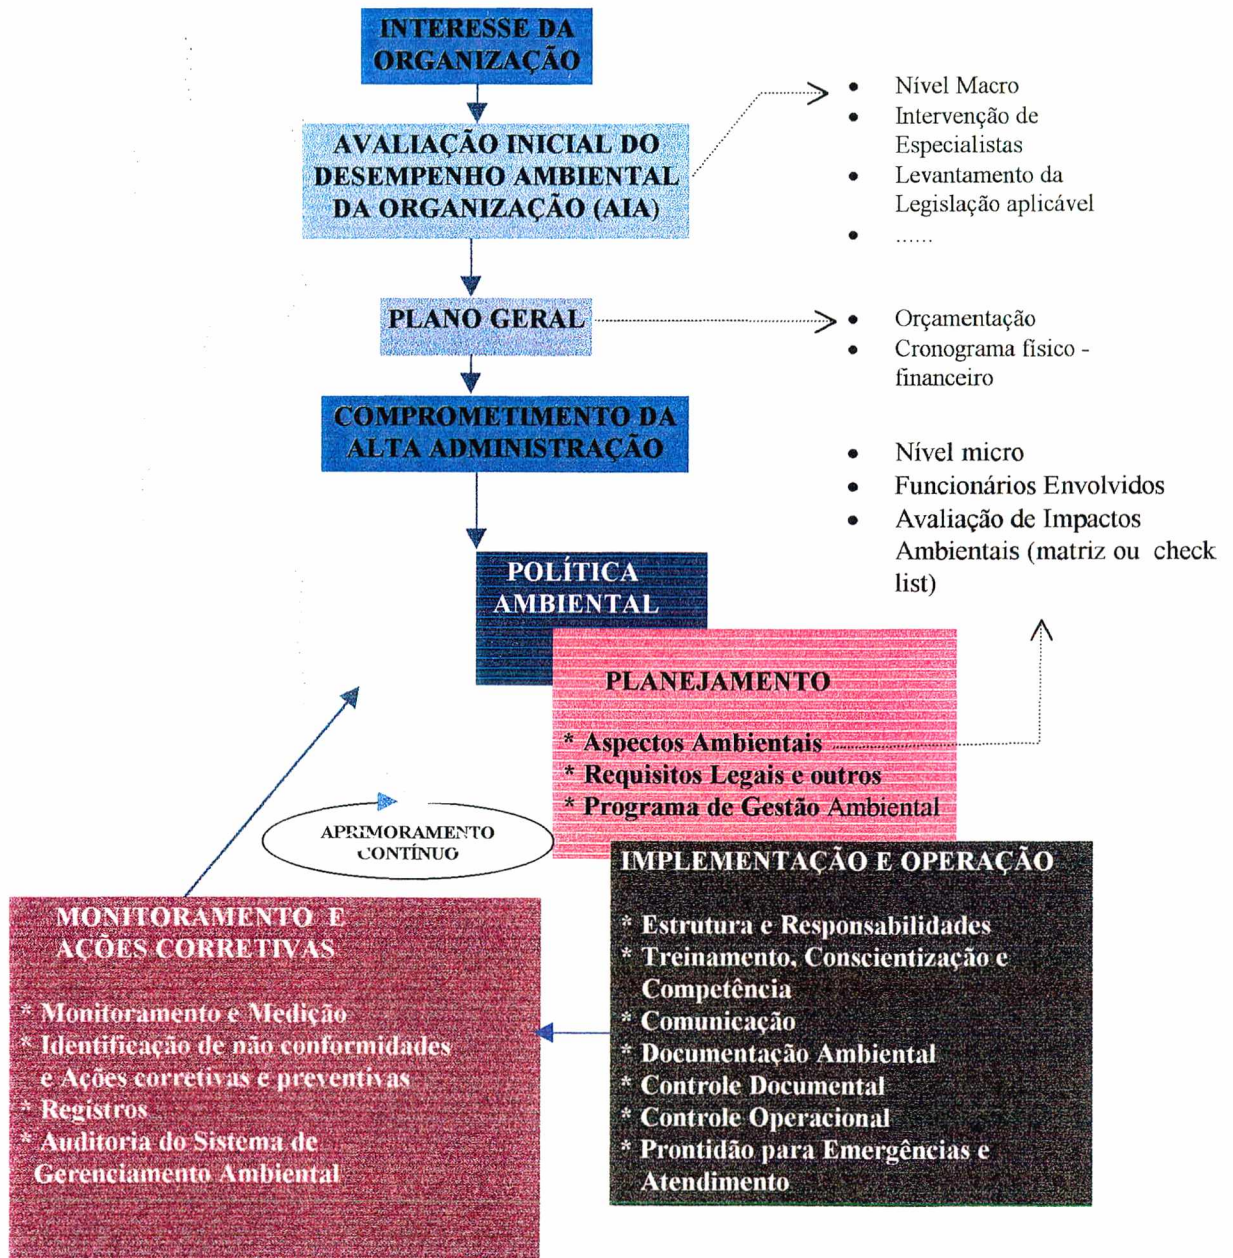 INTERESSE DA
ORGANIZAÇÃO
AVALIAÇÃO INICIAL DO
DESEMPENHO AMBIENTAL
DA ORGANIZAÇÃO (AIA)
• Nível Macro
• Intervenção de
Especialistas
• Levantamento da
Legislação aplicável
• ......
PLANO GERAL
• Orçamentação
• Cronograma físico -
financeiro
COMPROMETIMENTO DA
ALTA ADMINISTRAÇÃO
• Nível micro
• Funcionários Envolvidos
• Avaliação de Impactos
Ambientais (matriz ou check
list)
POLÍTICA
AMBIENTAL
PLANEJAMENTO
* Aspectos Ambientais
* Requisitos Legais e outros
* Programa de Gestão Ambiental
APRIMORAMENTO
CONTÍNUO
IMPLEMENTAÇÃO E OPERAÇÃO
* Estrutura e Responsabilidades
* Treinamento, Conscientização e
Competência
* Comunicação
* Documentação Ambiental
* Controle Documental
* Controle Operacional
* Prontidão para Emergências e
Atendimento
MONITORAMENTO E
AÇÕES CORRETIVAS
* Monitoramento e Medição
* Identificação de não conformidades
e Ações corretivas e preventivas
* Registros
* Auditoria do Sistema de
Gerenciamento Ambiental